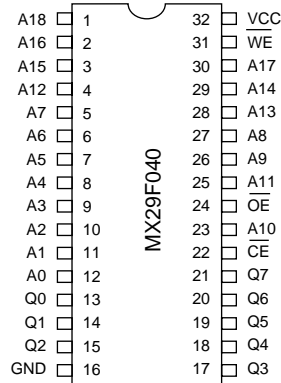 A18 1 32 VCC
A16 2 31 W̅E̅
A15 3 30 A17
A12 4 29 A14
A7 5 28 A13
A6 6 27 A8
A5 7 26 A9
A4 8 25 A11
A3 9 24 O̅E̅
A2 10 23 A10
A1 11 22 C̅E̅
A0 12 21 Q7
Q0 13 20 Q6
Q1 14 19 Q5
Q2 15 18 Q4
GND 16 17 Q3
MX29F040